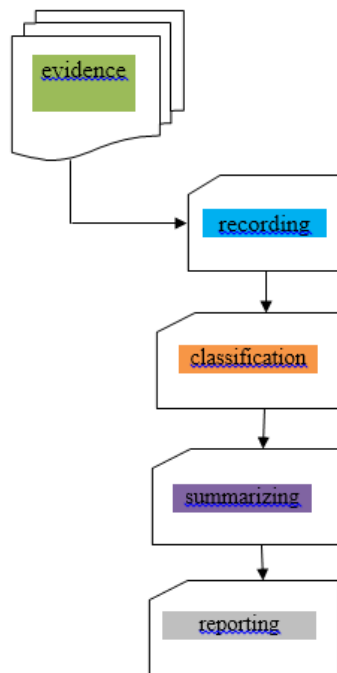 evidence
recording
classification
summarizing
reporting